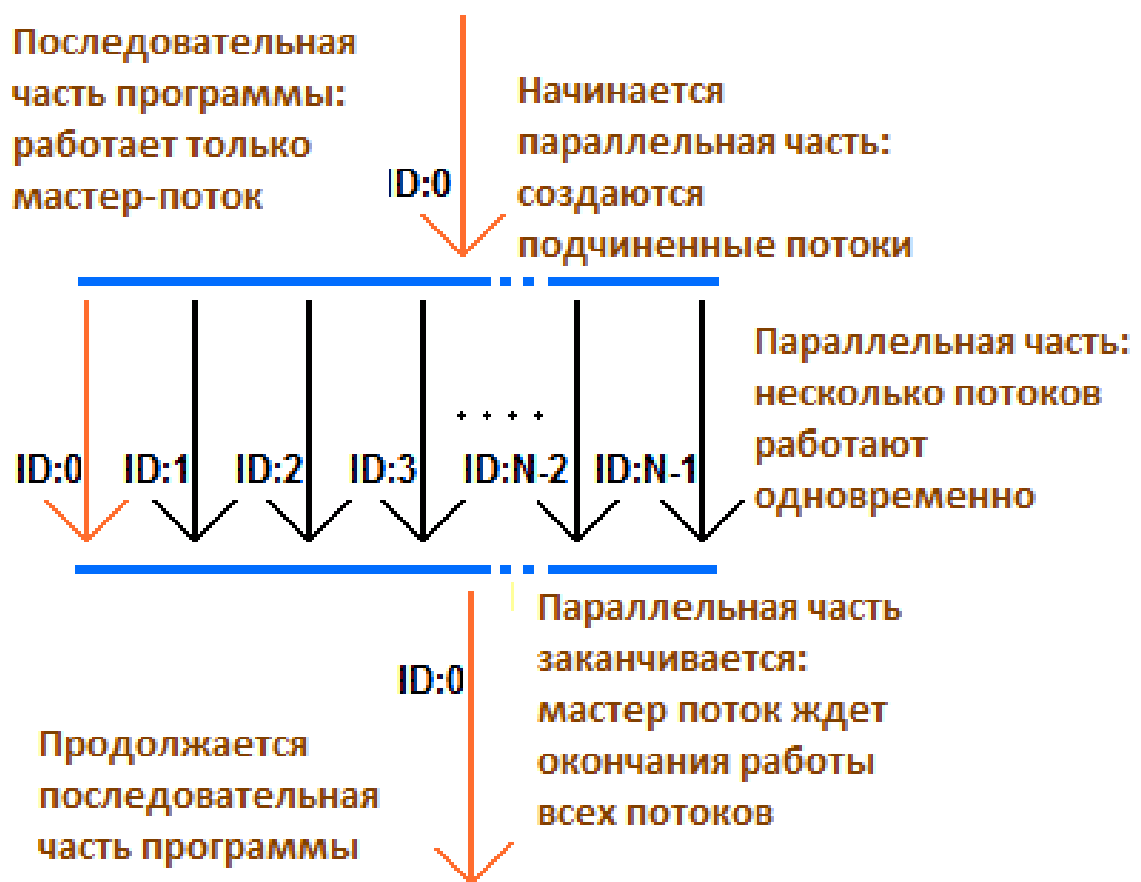 Последовательная
часть программы:
работает только
мастер-поток
ID:0
Начинается
параллельная часть:
создаются
подчиненные потоки
ID:0 ID:1 ID:2 ID:3 .... ID:N-2 ID:N-1
Параллельная часть:
несколько потоков
работают
одновременно
ID:0
Параллельная часть
заканчивается:
мастер поток ждет
окончания работы
всех потоков
Продолжается
последовательная
часть программы